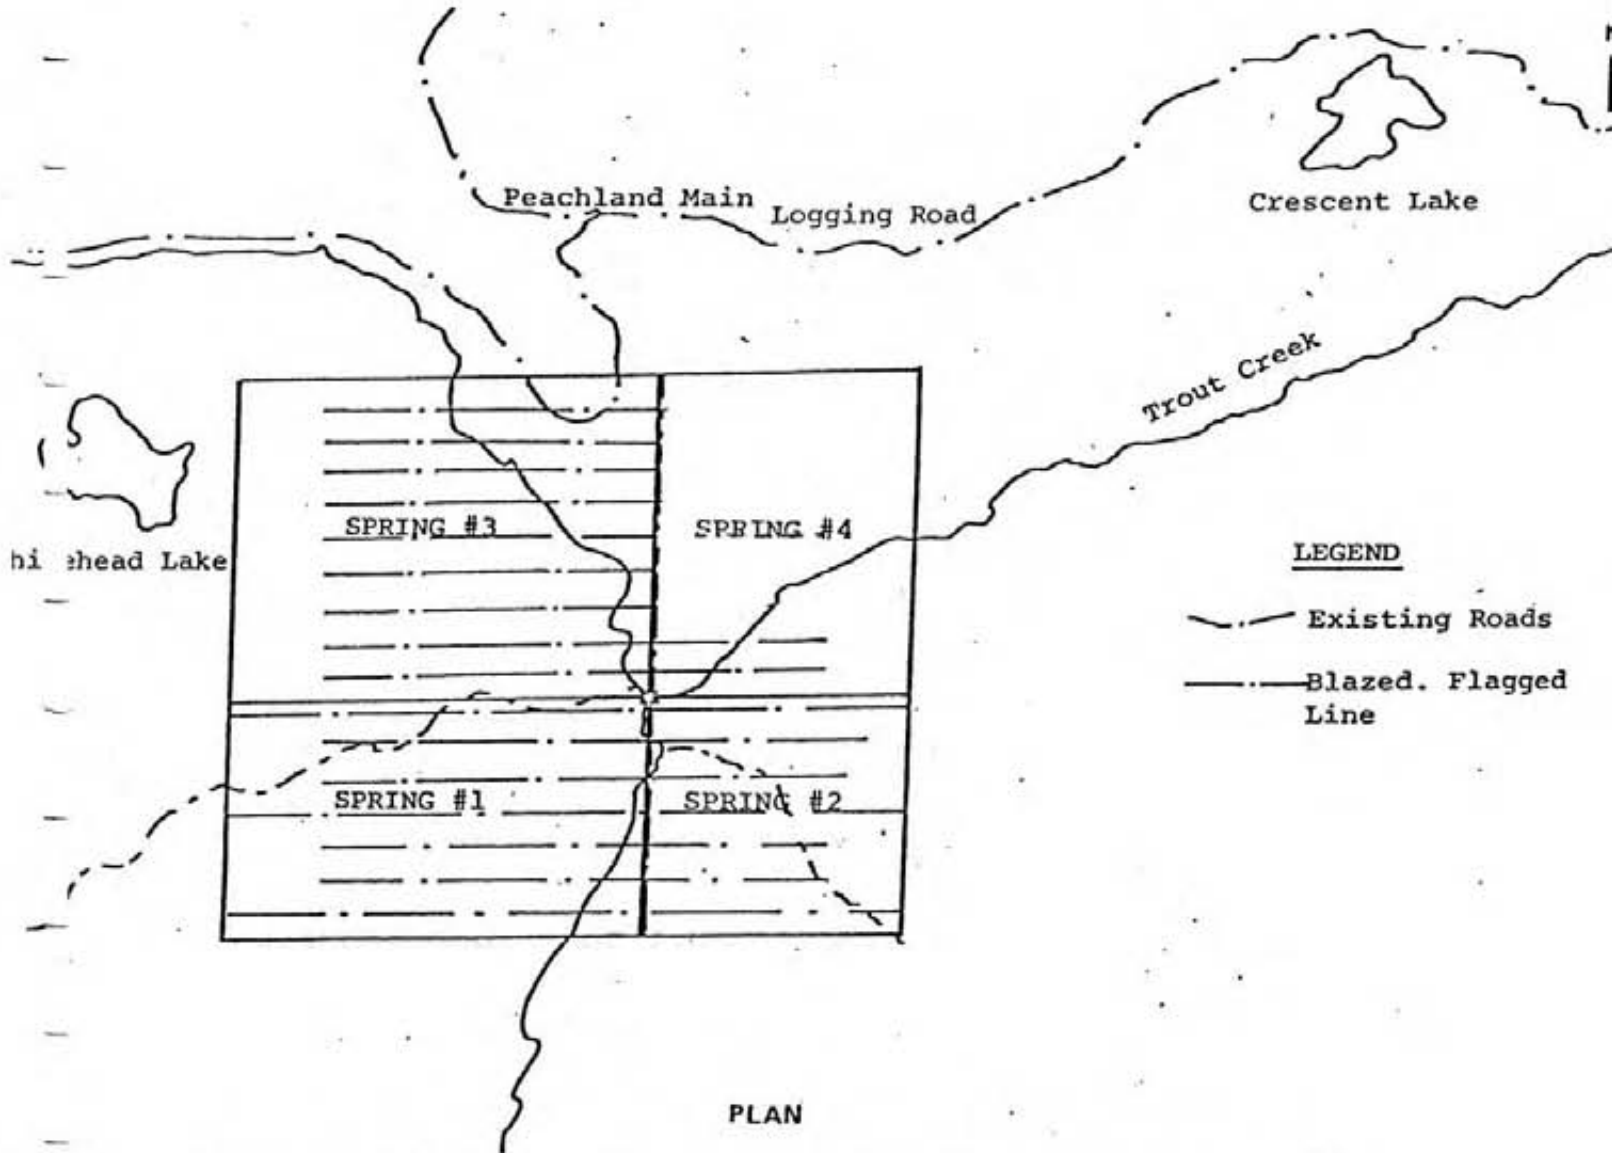 Peachland Main
Logging Road
Crescent Lake
Trout Creek
SPRING #3
SPRING #4
head Lake
LEGEND
Existing Roads
Blazed. Flagged
Line
SPRING #1
SPRING #2
PLAN